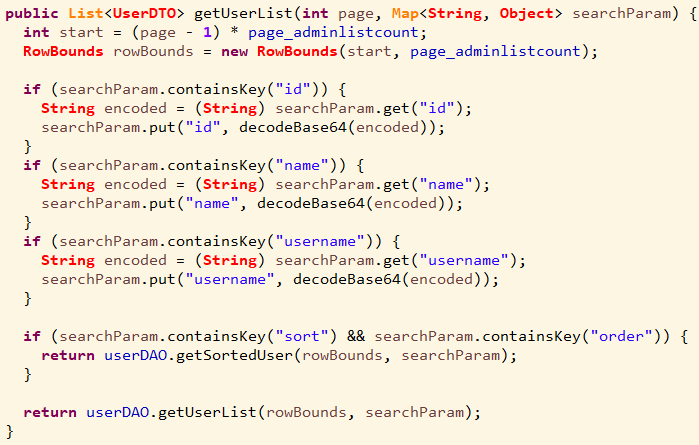 public List<UserDTO> getUserList(int page, Map<String, Object> searchParam) {
  int start = (page - 1) * page_adminlistcount;
  RowBounds rowBounds = new RowBounds(start, page_adminlistcount);

  if (searchParam.containsKey("id")) {
    String encoded = (String) searchParam.get("id");
    searchParam.put("id", decodeBase64(encoded));
  }
  if (searchParam.containsKey("name")) {
    String encoded = (String) searchParam.get("name");
    searchParam.put("name", decodeBase64(encoded));
  }
  if (searchParam.containsKey("username")) {
    String encoded = (String) searchParam.get("username");
    searchParam.put("username", decodeBase64(encoded));
  }

  if (searchParam.containsKey("sort") && searchParam.containsKey("order")) {
    return userDAO.getSortedUser(rowBounds, searchParam);
  }

  return userDAO.getUserList(rowBounds, searchParam);
}